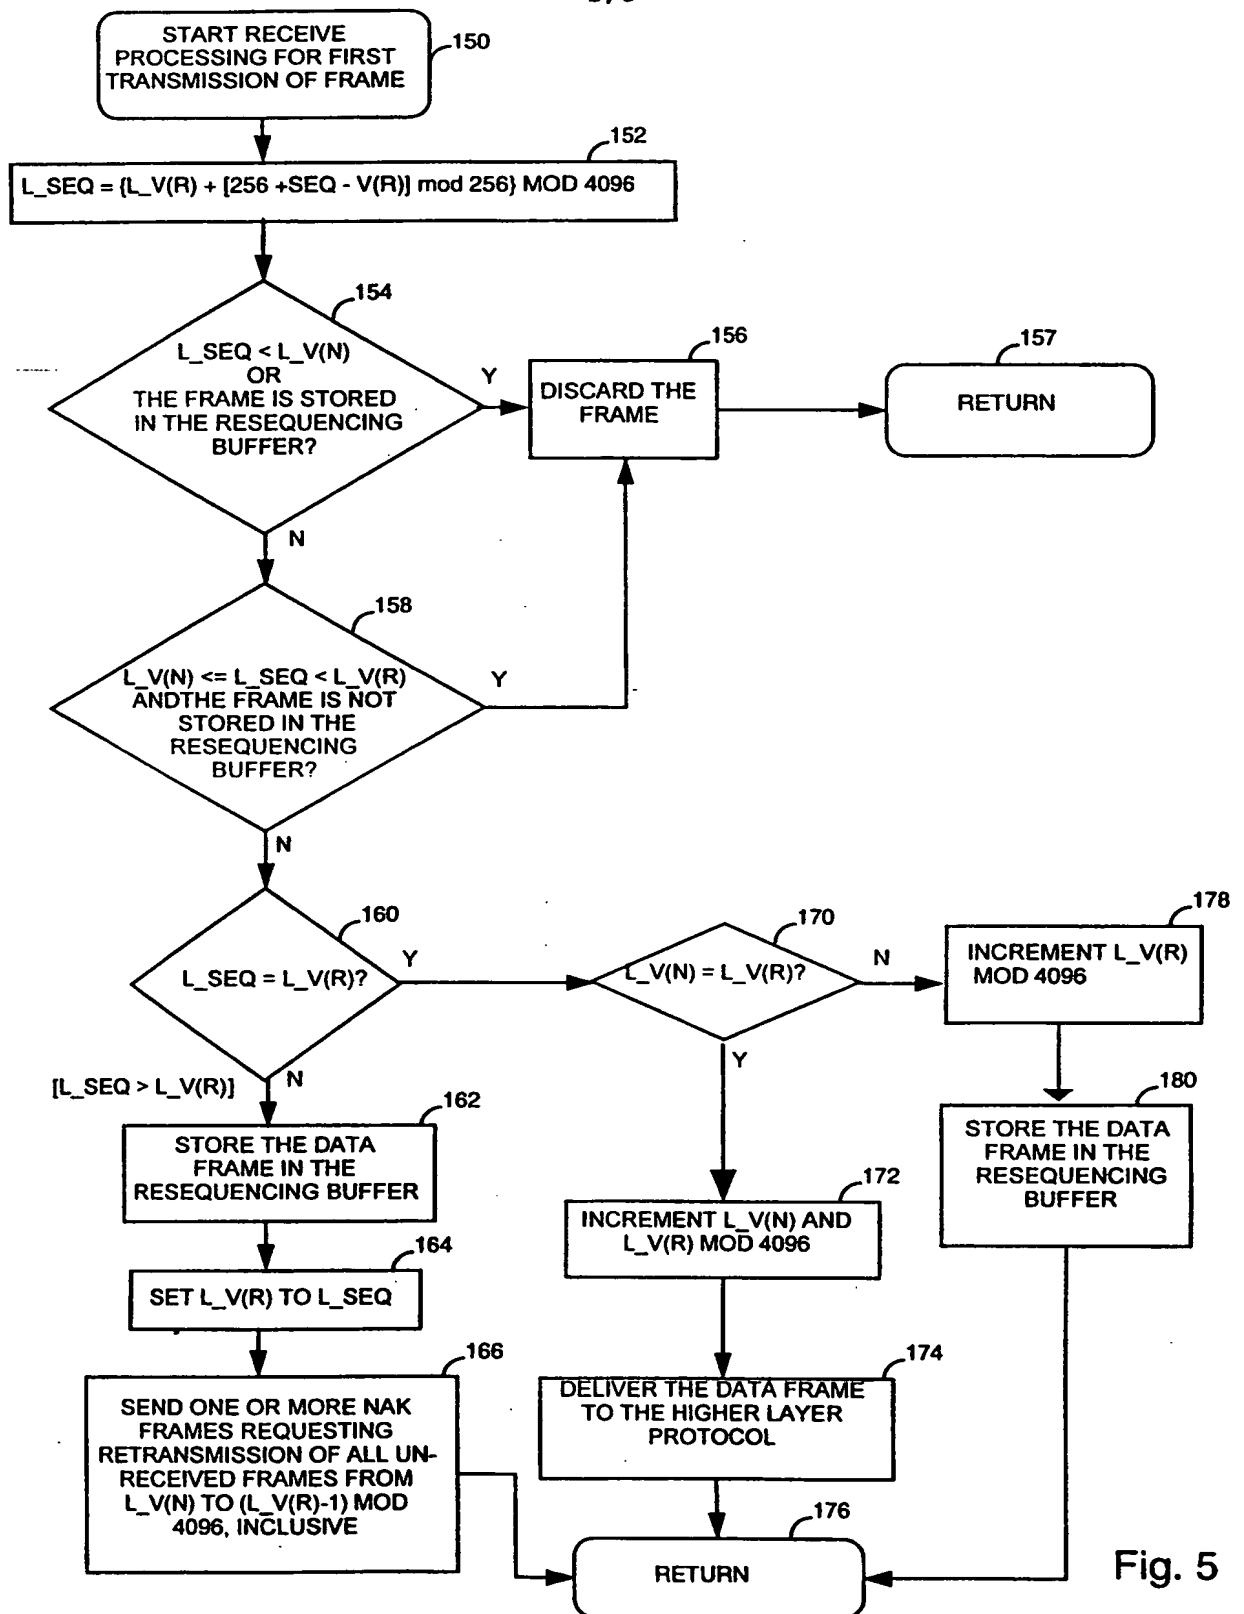 START RECEIVE
PROCESSING FOR FIRST
TRANSMISSION OF FRAME
150
152
L_SEQ = {L_V(R) + [256 +SEQ - V(R)] mod 256} MOD 4096
154
L_SEQ < L_V(N)
OR
THE FRAME IS STORED
IN THE RESEQUENCING
BUFFER?
Y
156
DISCARD THE
FRAME
157
RETURN
N
158
L_V(N) <= L_SEQ < L_V(R)
ANDTHE FRAME IS NOT
STORED IN THE
RESEQUENCING
BUFFER?
Y
N
160
L_SEQ = L_V(R)?
Y
170
L_V(N) = L_V(R)?
N
178
INCREMENT L_V(R)
MOD 4096
[L_SEQ > L_V(R)]
N
Y
162
STORE THE DATA
FRAME IN THE
RESEQUENCING BUFFER
180
STORE THE DATA
FRAME IN THE
RESEQUENCING
BUFFER
172
INCREMENT L_V(N) AND
L_V(R) MOD 4096
164
SET L_V(R) TO L_SEQ
166
SEND ONE OR MORE NAK
FRAMES REQUESTING
RETRANSMISSION OF ALL UN-
RECEIVED FRAMES FROM
L_V(N) TO (L_V(R)-1) MOD
4096, INCLUSIVE
174
DELIVER THE DATA FRAME
TO THE HIGHER LAYER
PROTOCOL
176
RETURN
Fig. 5